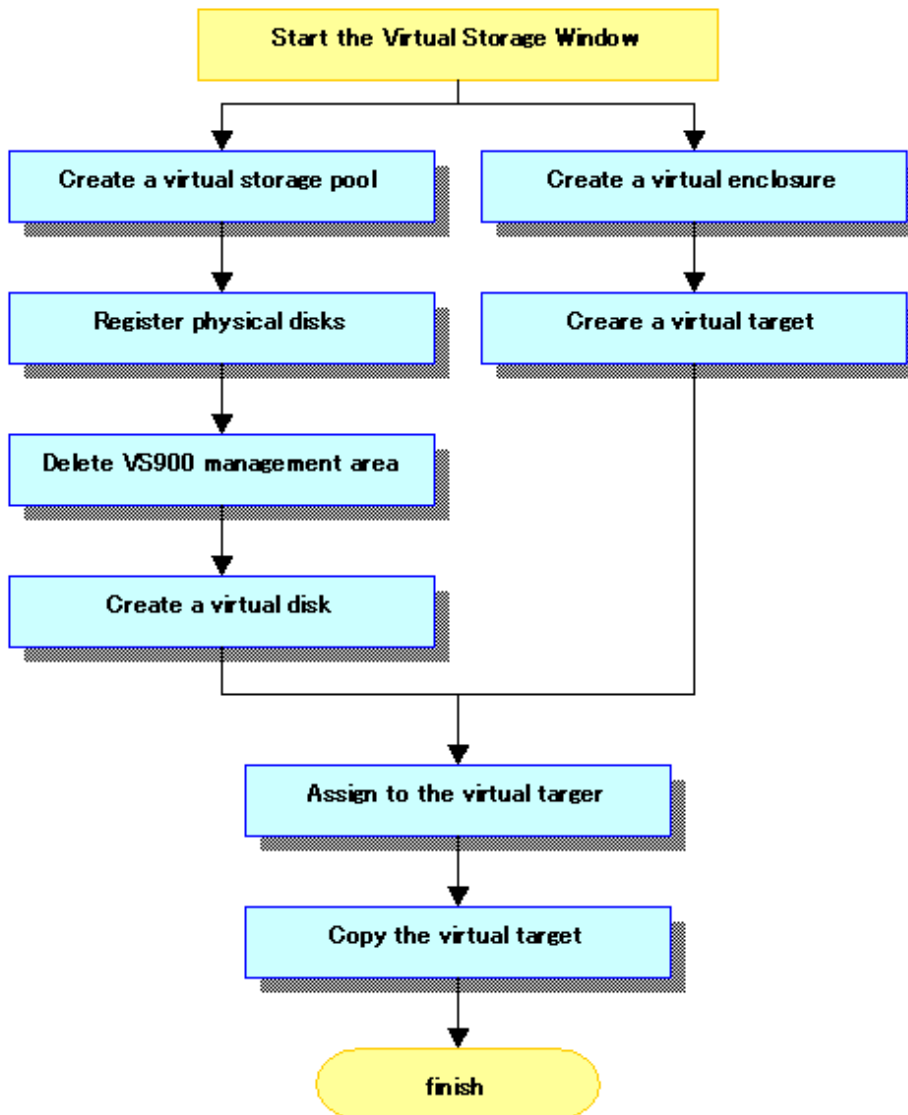 Start the Virtual Storage Window
Create a virtual storage pool
Create a virtual enclosure
Register physical disks
Creare a virtual target
Delete VS900 management area
Create a virtual disk
Assign to the virtual targer
Copy the virtual target
finish